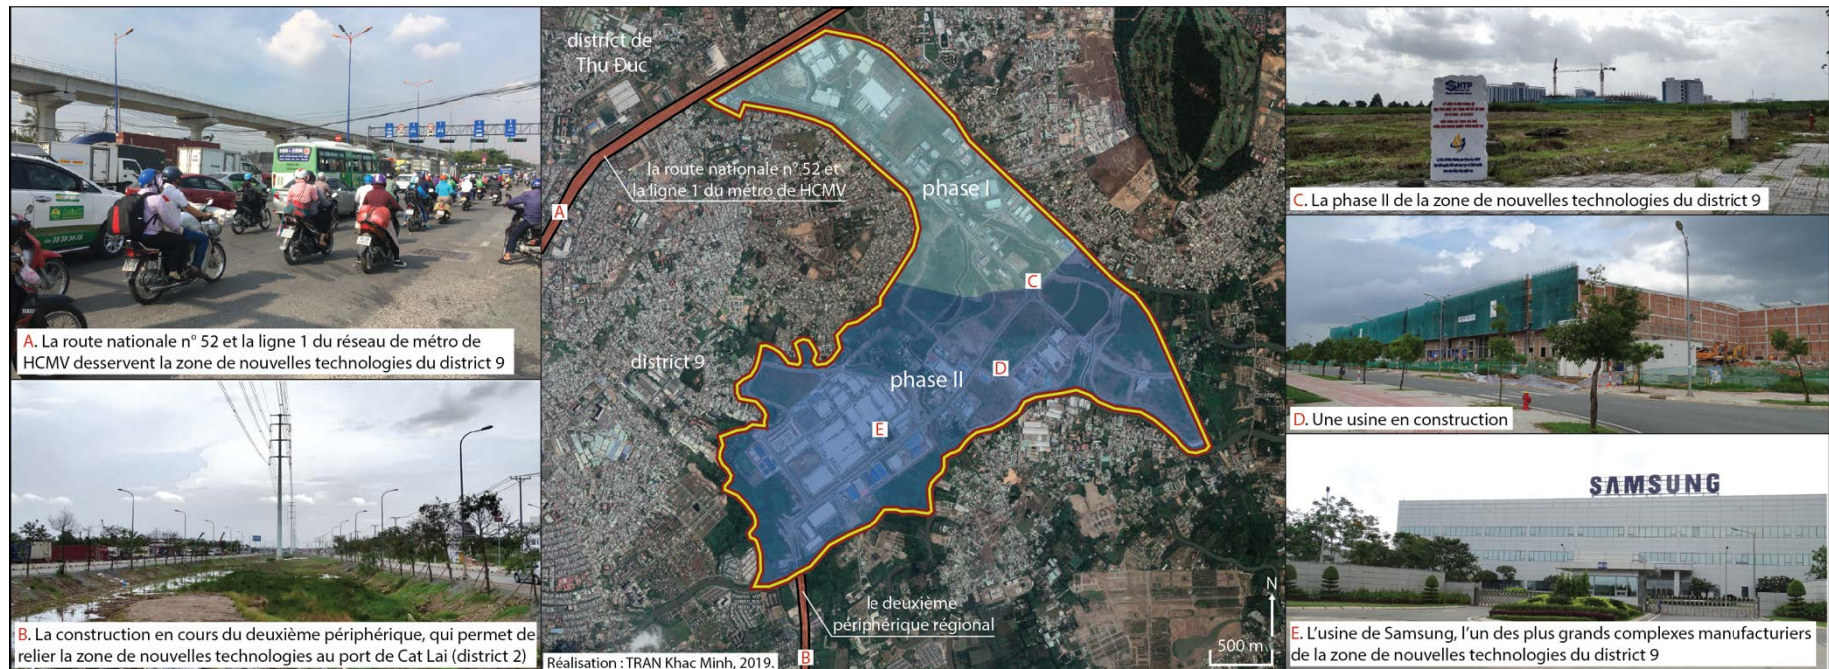 A. La route nationale n° 52 et la ligne 1 du réseau de métro de
HCMV desservent la zone de nouvelles technologies du district 9
B. La construction en cours du deuxième périphérique, qui permet de
relier la zone de nouvelles technologies au port de Cat Lai (district 2)
district de
Thu Đuc
la route nationale n° 52 et
la ligne 1 du métro de HCMV
A
phase I
C
district 9
phase II
D
E
le deuxième
périphérique régional
B
N
500 m
Réalisation : TRAN Khac Minh, 2019.
SHTP
C. La phase II de la zone de nouvelles technologies du district 9
D. Une usine en construction
SAMSUNG
E. L'usine de Samsung, l'un des plus grands complexes manufacturiers
de la zone de nouvelles technologies du district 9